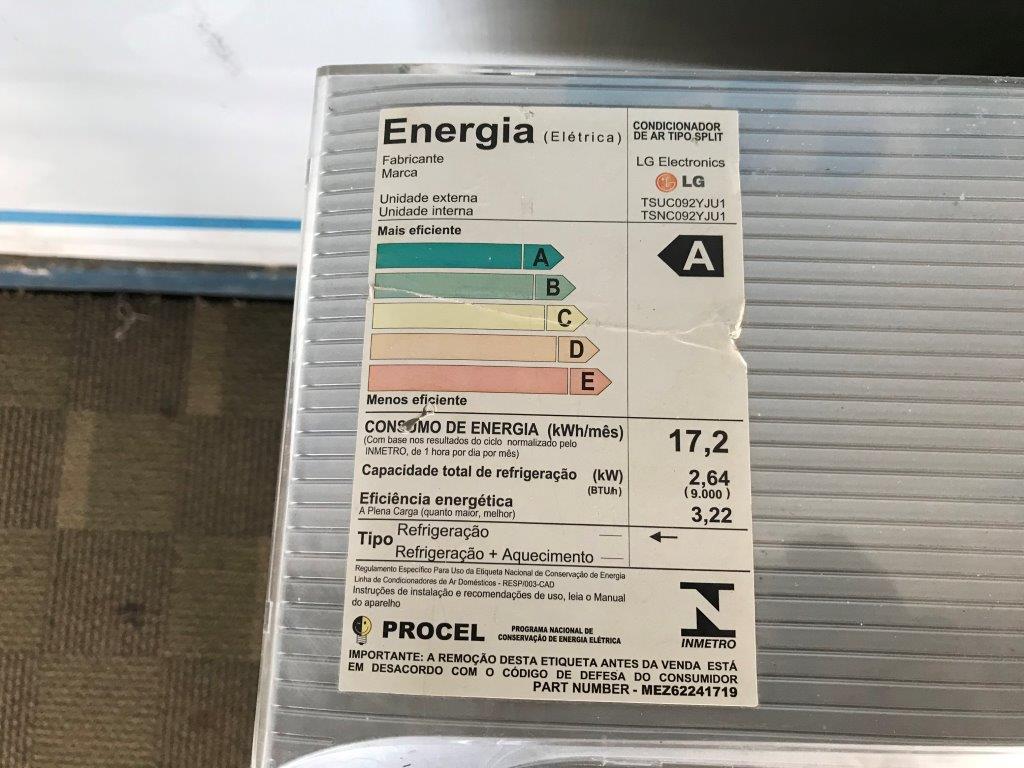 Energia (Elétrica)
CONDICIONADOR
DE AR TIPO SPLIT
Fabricante
Marca
LG Electronics
LG
Unidade externa
TSUC092YJU1
Unidade interna
TSNC092YJU1
Mais eficiente
A
A
B
C
D
E
Menos eficiente
CONSUMO DE ENERGIA (kWh/mês)
17,2
(Com base nos resultados do ciclo normalizado pelo
INMETRO, de 1 hora por dia por mês)
Capacidade total de refrigeração (kW)
2,64
(BTU/h)
(9.000)
Eficiência energética
3,22
A Plena Carga (quanto maior, melhor)
Tipo
Refrigeração
Refrigeração + Aquecimento
Regulamento Específico Para Uso da Etiqueta Nacional de Conservação de Energia
Linha de Condicionadores de Ar Domésticos - RESP/003-CAD
Instruções de instalação e recomendações de uso, leia o Manual
do aparelho
PROCEL
PROGRAMA NACIONAL DE
CONSERVAÇÃO DE ENERGIA ELÉTRICA
INMETRO
IMPORTANTE: A REMOÇÃO DESTA ETIQUETA ANTES DA VENDA ESTÁ
EM DESACORDO COM O CÓDIGO DE DEFESA DO CONSUMIDOR
PART NUMBER - MEZ62241719